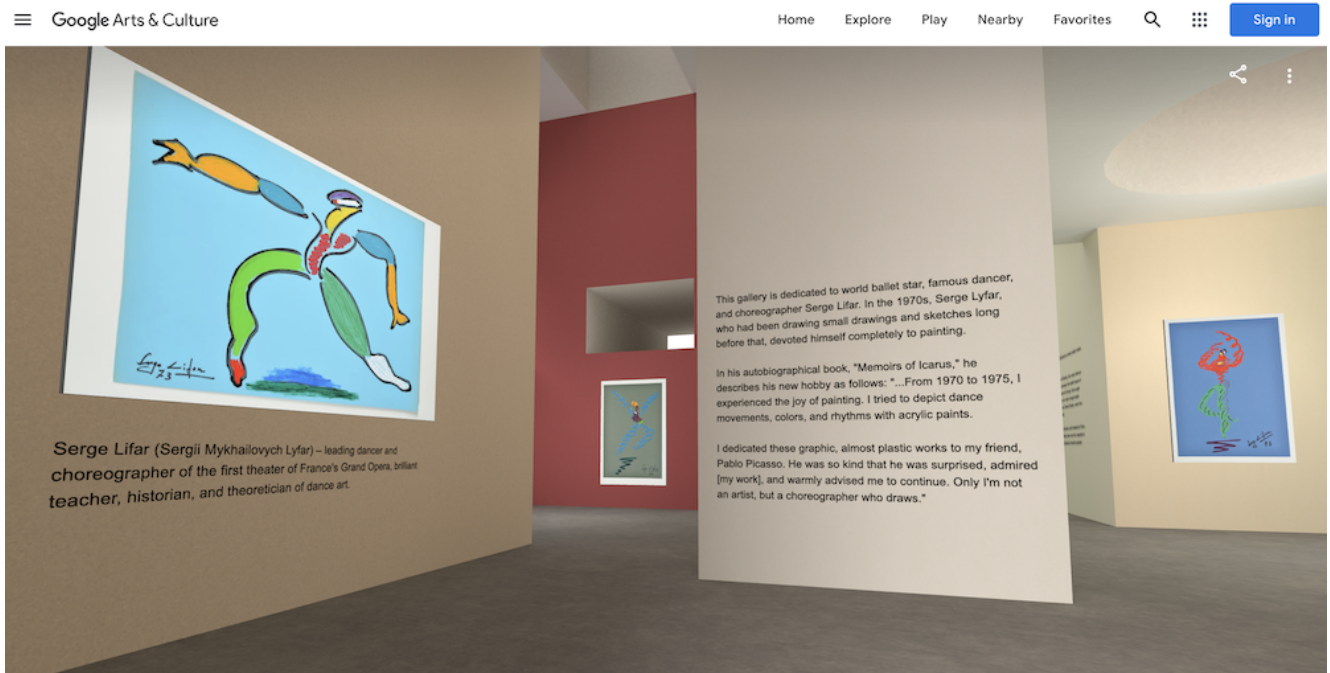 Google Arts & Culture
Home Explore Play Nearby Favorites Sign in
Serge Lifar
73
Serge Lifar (Sergii Mykhailovych Lyfar) – leading dancer and
choreographer of the first theater of France's Grand Opera, brilliant
teacher, historian, and theoretician of dance art.
This gallery is dedicated to world ballet star, famous dancer,
and choreographer Serge Lifar. In the 1970s, Serge Lyfar,
who had been drawing small drawings and sketches long
before that, devoted himself completely to painting.
In his autobiographical book, "Memoirs of Icarus," he
describes his new hobby as follows: "...From 1970 to 1975, I
experienced the joy of painting. I tried to depict dance
movements, colors, and rhythms with acrylic paints.
I dedicated these graphic, almost plastic works to my friend,
Pablo Picasso. He was so kind that he was surprised, admired
[my work], and warmly advised me to continue. Only I'm not
an artist, but a choreographer who draws."